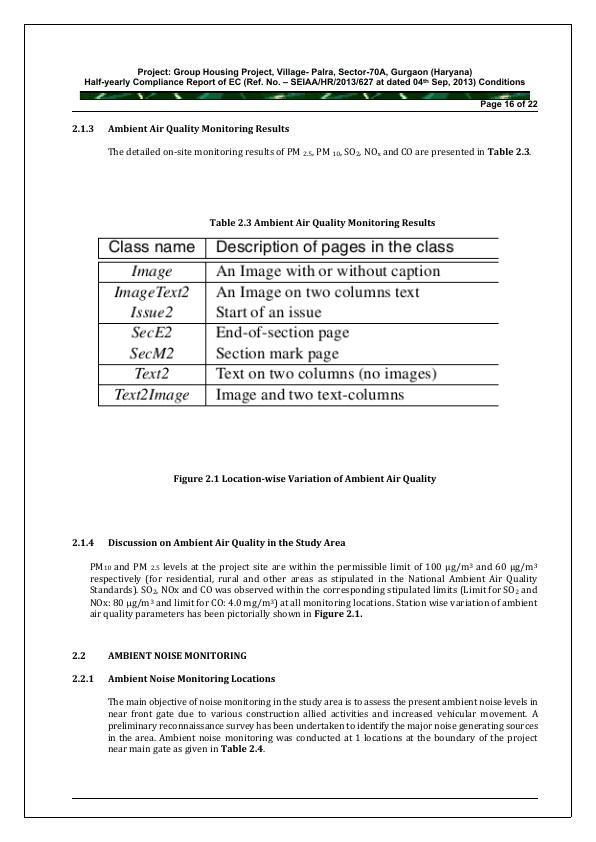 Project: Group Housing Project, Village- Palra, Sector-70A, Gurgaon (Haryana)
Half-yearly Compliance Report of EC (Ref. No. – SEIAA/HR/2013/627 at dated 04th Sep, 2013) Conditions
Page 16 of 22
2.1.3 Ambient Air Quality Monitoring Results
The detailed on-site monitoring results of PM 2.5, PM 10, SO2, NOx and CO are presented in Table 2.3.
Table 2.3 Ambient Air Quality Monitoring Results
Class name Description of pages in the class
Image An Image with or without caption
ImageText2 An Image on two columns text
Issue2 Start of an issue
SecE2 End-of-section page
SecM2 Section mark page
Text2 Text on two columns (no images)
Text2Image Image and two text-columns
Figure 2.1 Location-wise Variation of Ambient Air Quality
2.1.4 Discussion on Ambient Air Quality in the Study Area
PM10 and PM 2.5 levels at the project site are within the permissible limit of 100 µg/m3 and 60 µg/m3
respectively (for residential, rural and other areas as stipulated in the National Ambient Air Quality
Standards). SO2, NOx and CO was observed within the corresponding stipulated limits (Limit for SO2 and
NOx: 80 µg/m3 and limit for CO: 4.0 mg/m3) at all monitoring locations. Station wise variation of ambient
air quality parameters has been pictorially shown in Figure 2.1.
2.2 AMBIENT NOISE MONITORING
2.2.1 Ambient Noise Monitoring Locations
The main objective of noise monitoring in the study area is to assess the present ambient noise levels in
near front gate due to various construction allied activities and increased vehicular movement. A
preliminary reconnaissance survey has been undertaken to identify the major noise generating sources
in the area. Ambient noise monitoring was conducted at 1 locations at the boundary of the project
near main gate as given in Table 2.4.